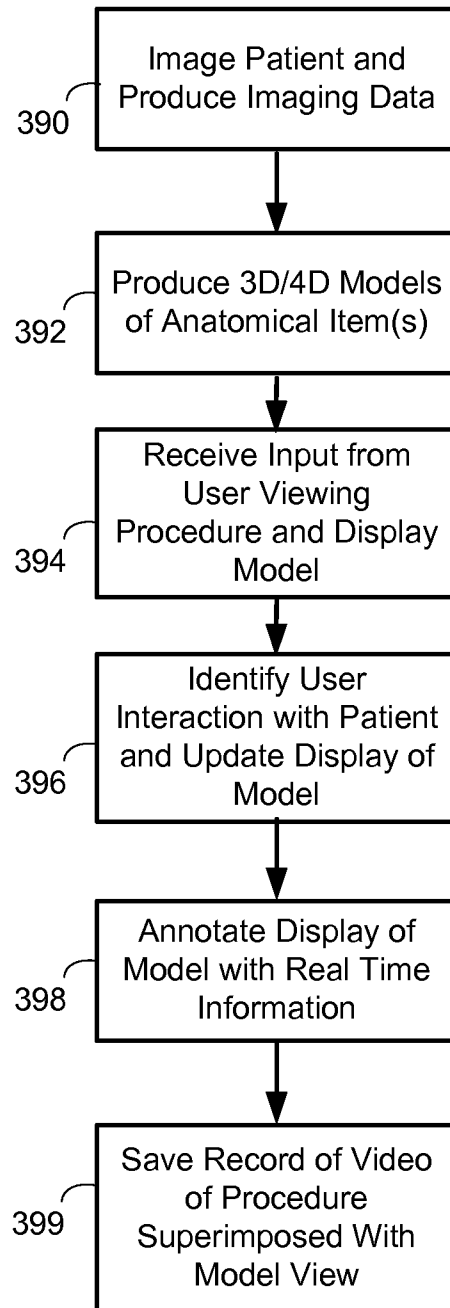 Image Patient and
Produce Imaging Data
390
Produce 3D/4D Models
of Anatomical Item(s)
392
Receive Input from
User Viewing
Procedure and Display
Model
394
Identify User
Interaction with Patient
and Update Display of
Model
396
Annotate Display of
Model with Real Time
Information
398
Save Record of Video
of Procedure
Superimposed With
Model View
399